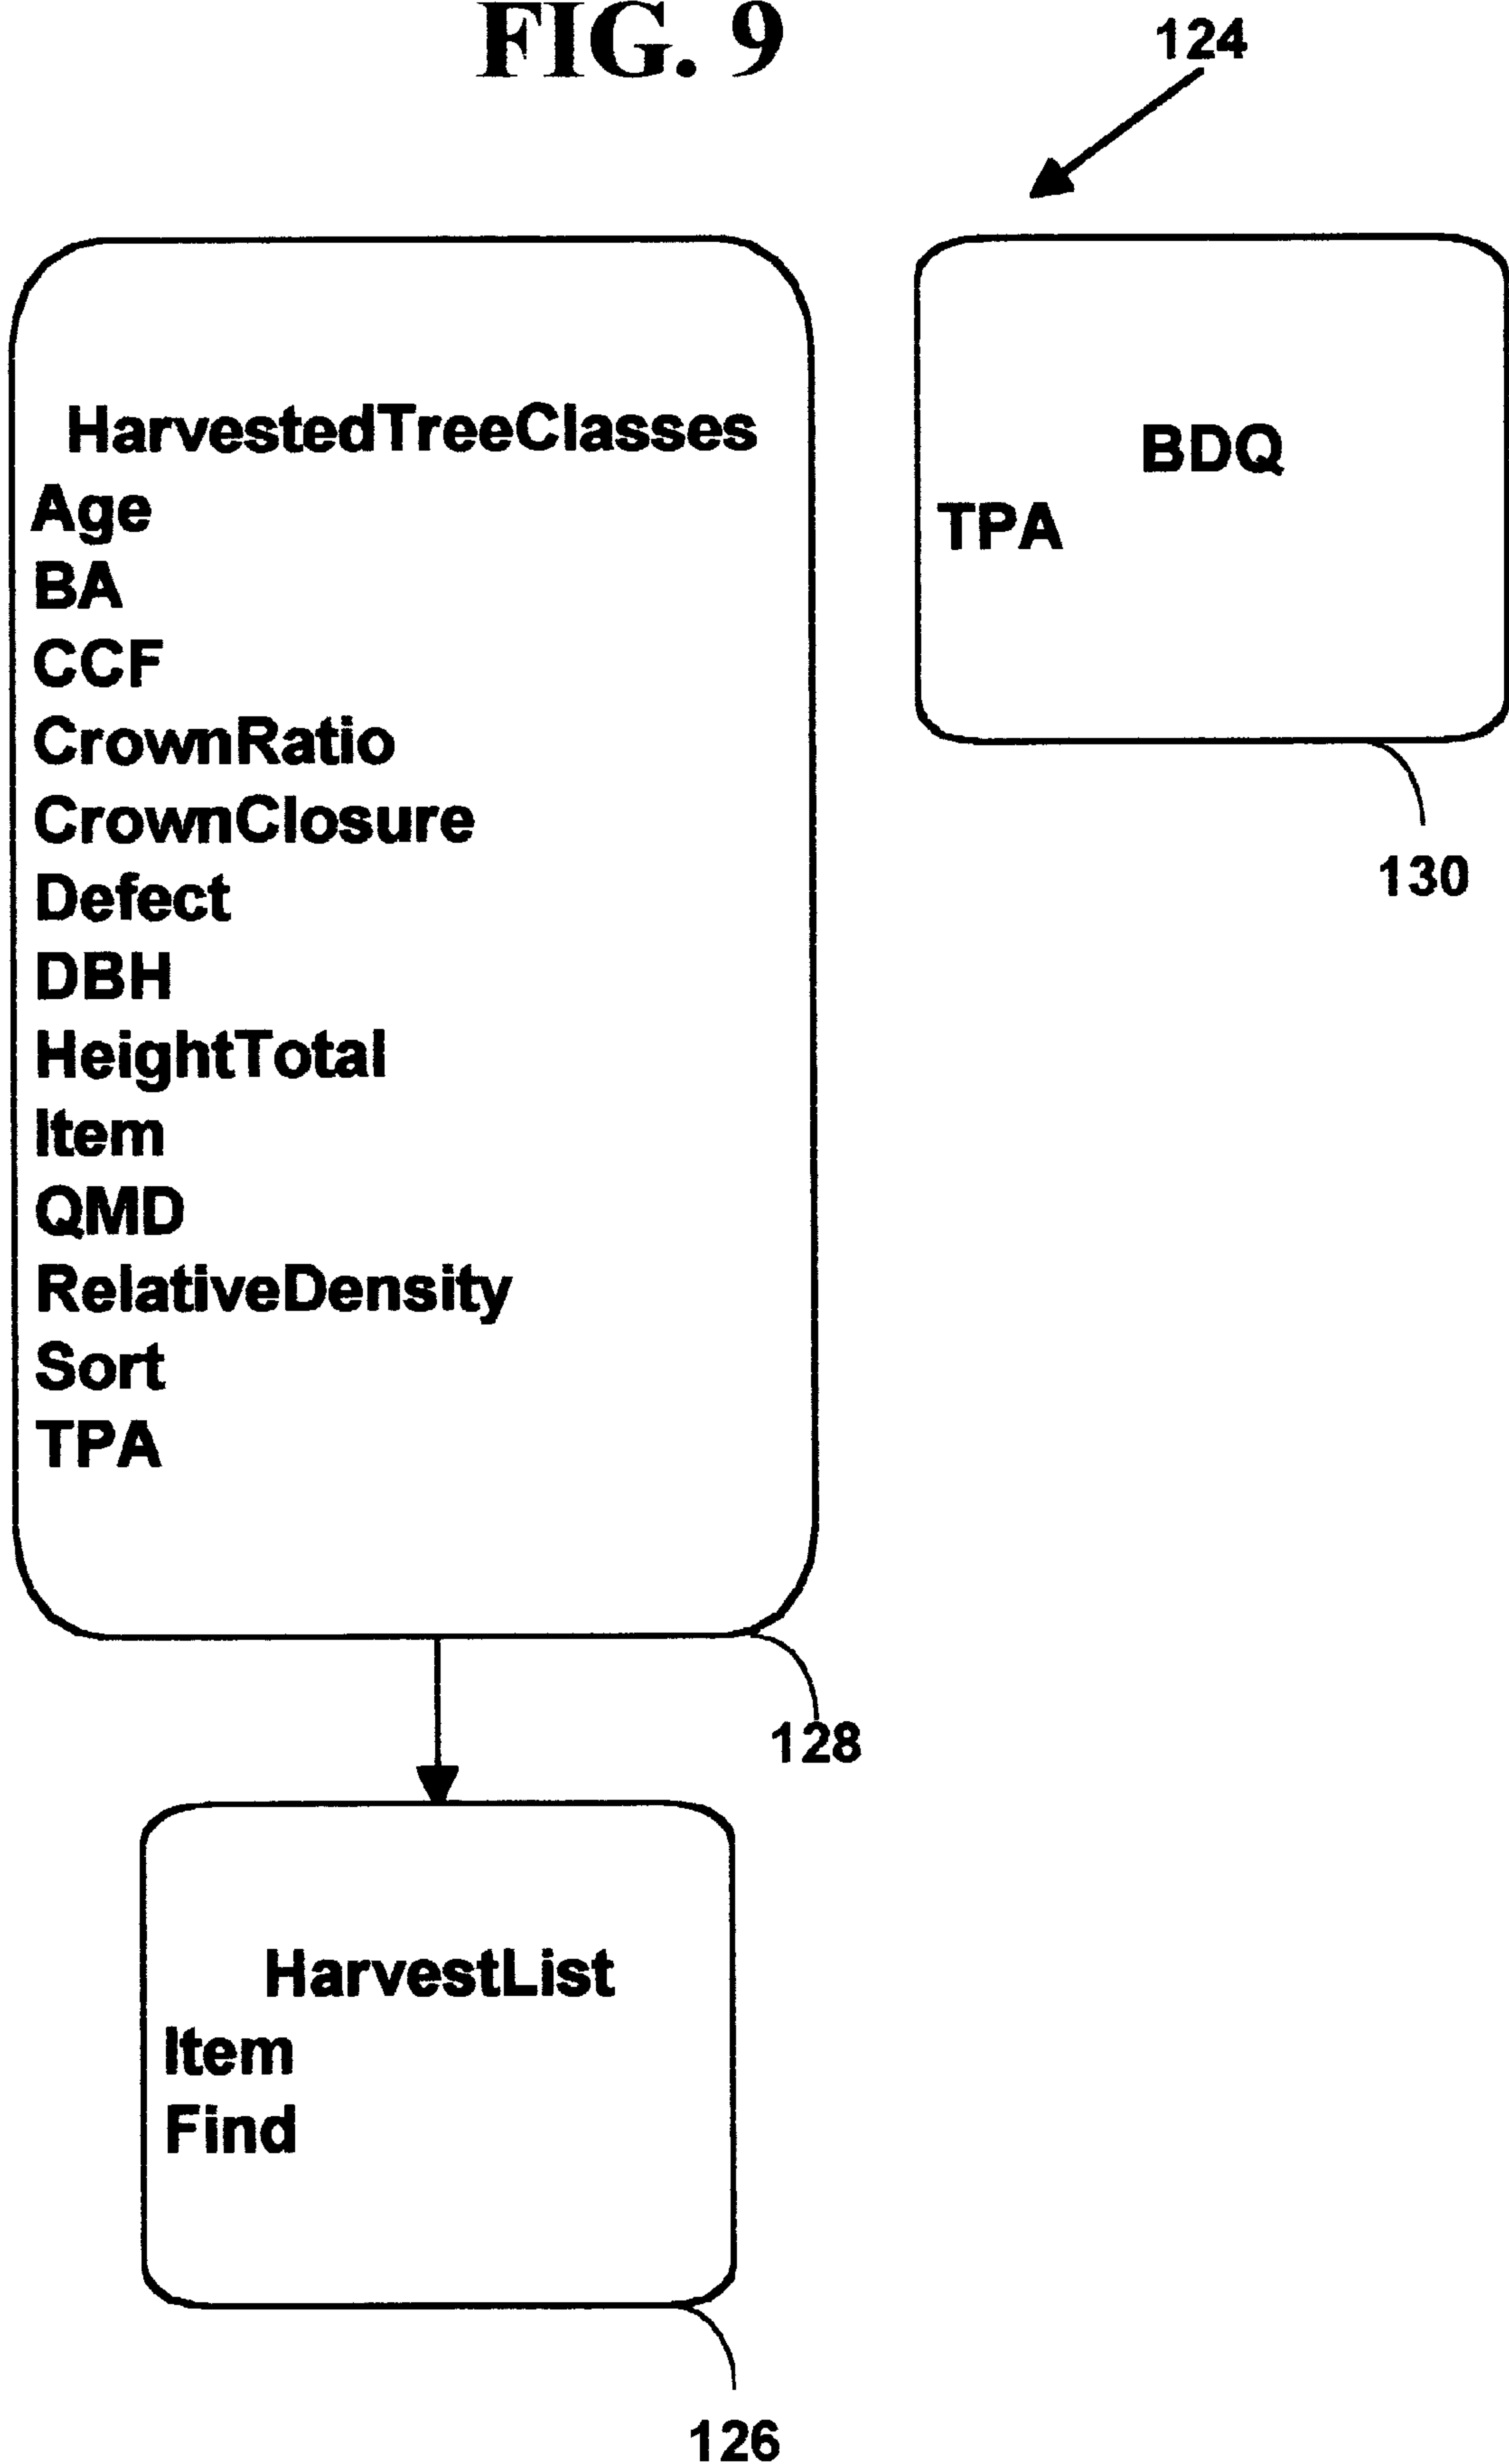 FIG. 9
124
HarvestedTreeClasses
Age
BA
CCF
CrownRatio
CrownClosure
Defect
DBH
HeightTotal
Item
QMD
RelativeDensity
Sort
TPA
128
BDQ
TPA
130
HarvestList
Item
Find
126